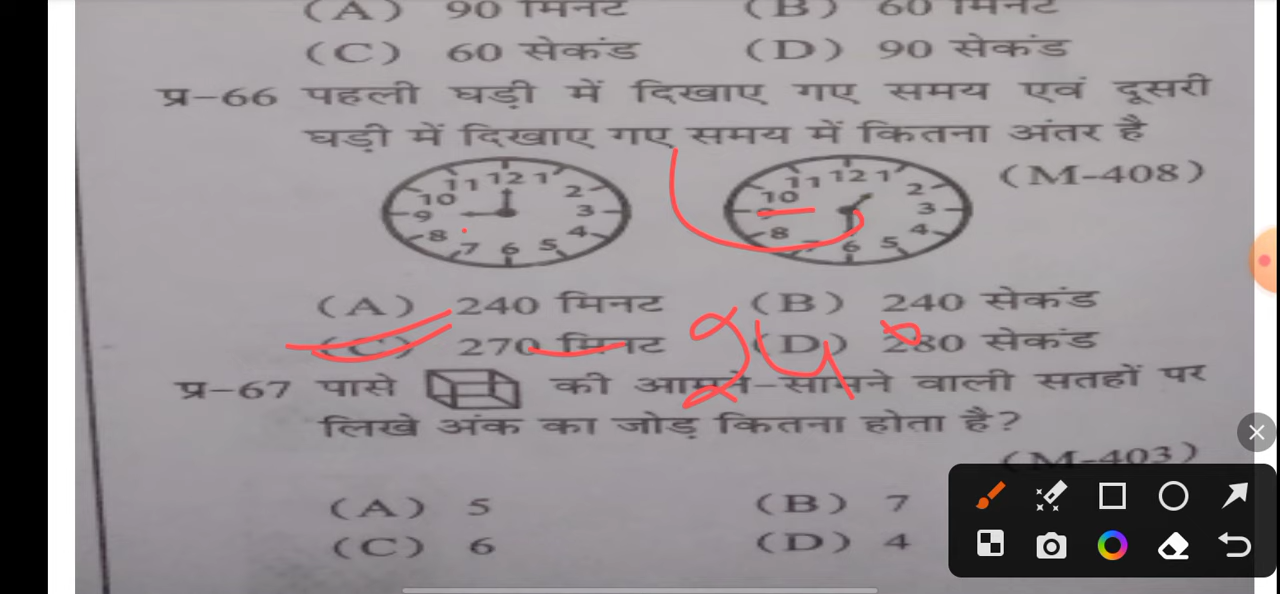 (A) 90 मिनट (B) 60 मिनट
(C) 60 सेकंड (D) 90 सेकंड
प्र-66 पहली घड़ी में दिखाए गए समय एवं दूसरी
घड़ी में दिखाए गए समय में कितना अंतर है
(M-408)
12 1 2 3 4 5 6 7 8 9 10 11
12 1 2 3 4 5 6 7 8 9 10 11
(A) 240 मिनट (B) 240 सेकंड
(C) 270 मिनट (D) 280 सेकंड
प्र-67 पासे की आमने-सामने वाली सतहों पर
लिखे अंक का जोड़ कितना होता है?
(M-403)
(A) 5 (B) 7
(C) 6 (D) 4